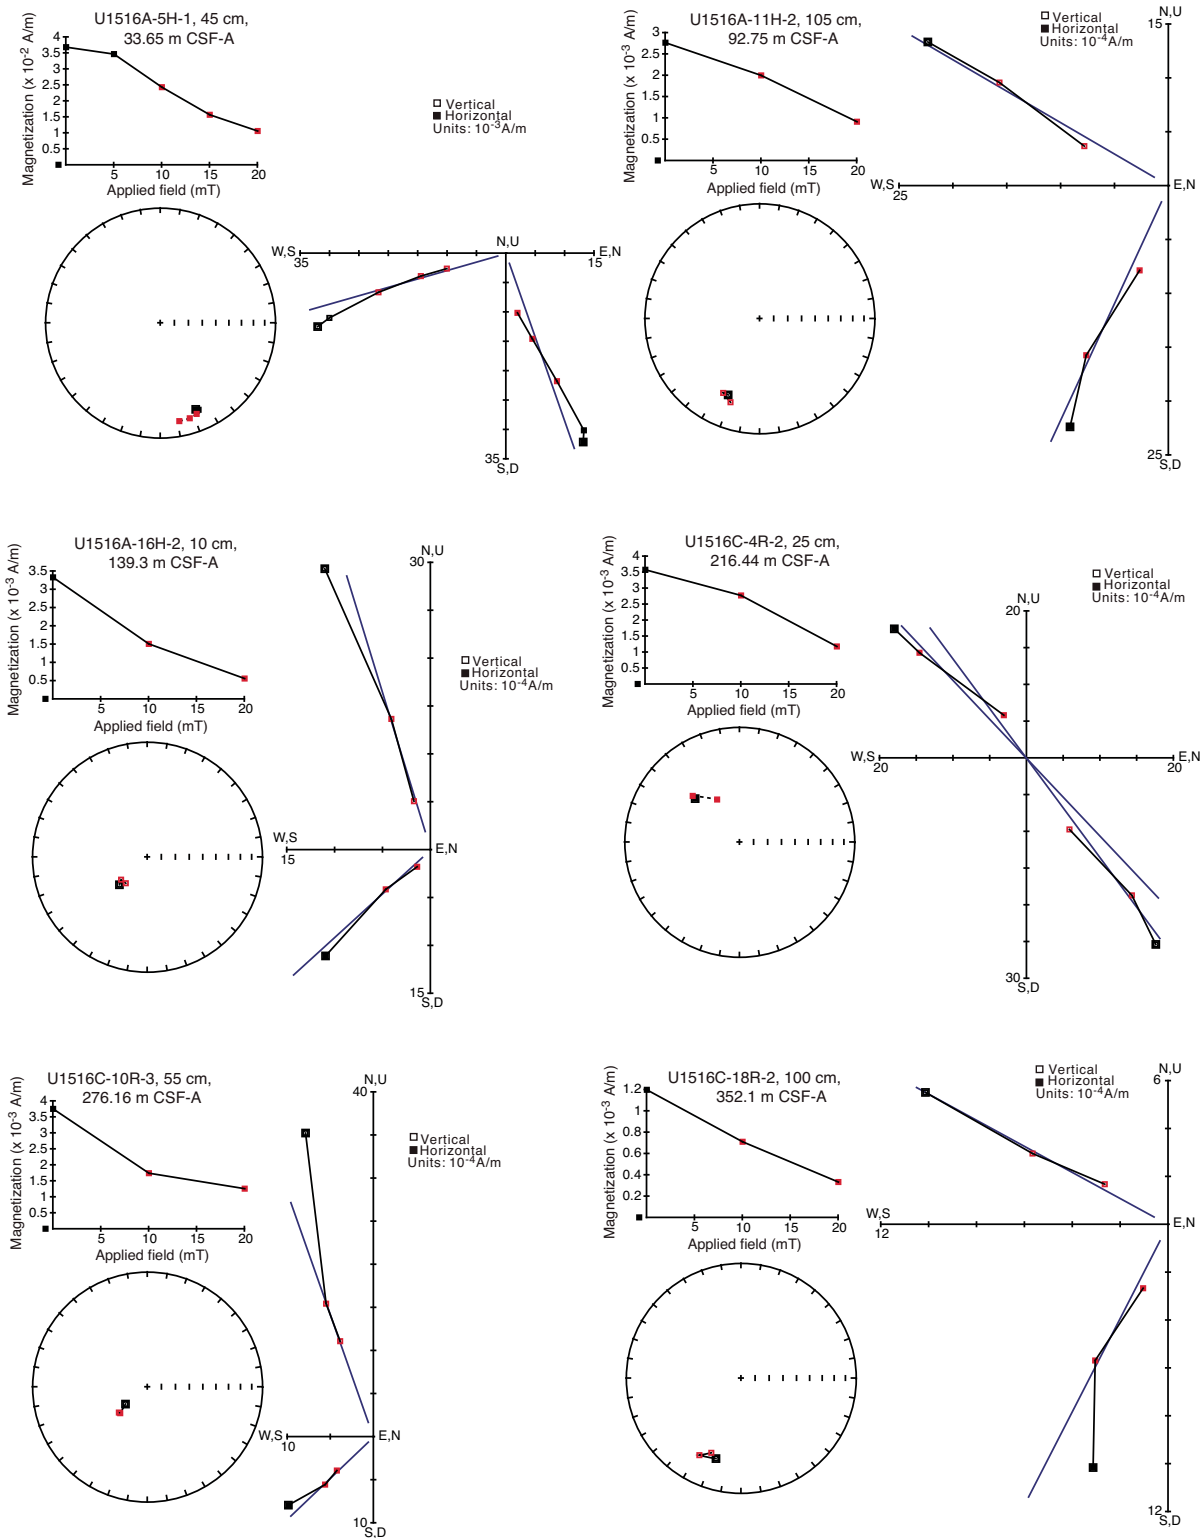 U1516A-5H-1, 45 cm,
33.65 m CSF-A
Magnetization (x 10-2 A/m)
4
3.5
3
2.5
2
1.5
1
0.5
5 10 15 20
Applied field (mT)
Vertical
Horizontal
Units: 10-3A/m
W,S
35
N,U
E,N
15
35
S,D
U1516A-11H-2, 105 cm,
92.75 m CSF-A
Magnetization (x 10-3 A/m)
3
2.5
2
1.5
1
0.5
5 10 15 20
Applied field (mT)
Vertical
Horizontal
Units: 10-4A/m
N,U
15
W,S
25
E,N
25
S,D
U1516A-16H-2, 10 cm,
139.3 m CSF-A
Magnetization (x 10-3 A/m)
3.5
3
2.5
2
1.5
1
0.5
5 10 15 20
Applied field (mT)
Vertical
Horizontal
Units: 10-4A/m
N,U
30
W,S
15
E,N
15
S,D
U1516C-4R-2, 25 cm,
216.44 m CSF-A
Magnetization (x 10-3 A/m)
4
3.5
3
2.5
2
1.5
1
0.5
5 10 15 20
Applied field (mT)
Vertical
Horizontal
Units: 10-4A/m
20
N,U
W,S
20
E,N
20
30
S,D
U1516C-10R-3, 55 cm,
276.16 m CSF-A
Magnetization (x 10-3 A/m)
4
3.5
3
2.5
2
1.5
1
0.5
5 10 15 20
Applied field (mT)
Vertical
Horizontal
Units: 10-4A/m
N,U
40
W,S
10
E,N
10
S,D
U1516C-18R-2, 100 cm,
352.1 m CSF-A
Magnetization (x 10-3 A/m)
1.2
1
0.8
0.6
0.4
0.2
5 10 15 20
Applied field (mT)
Vertical
Horizontal
Units: 10-4A/m
N,U
6
W,S
12
E,N
12
S,D